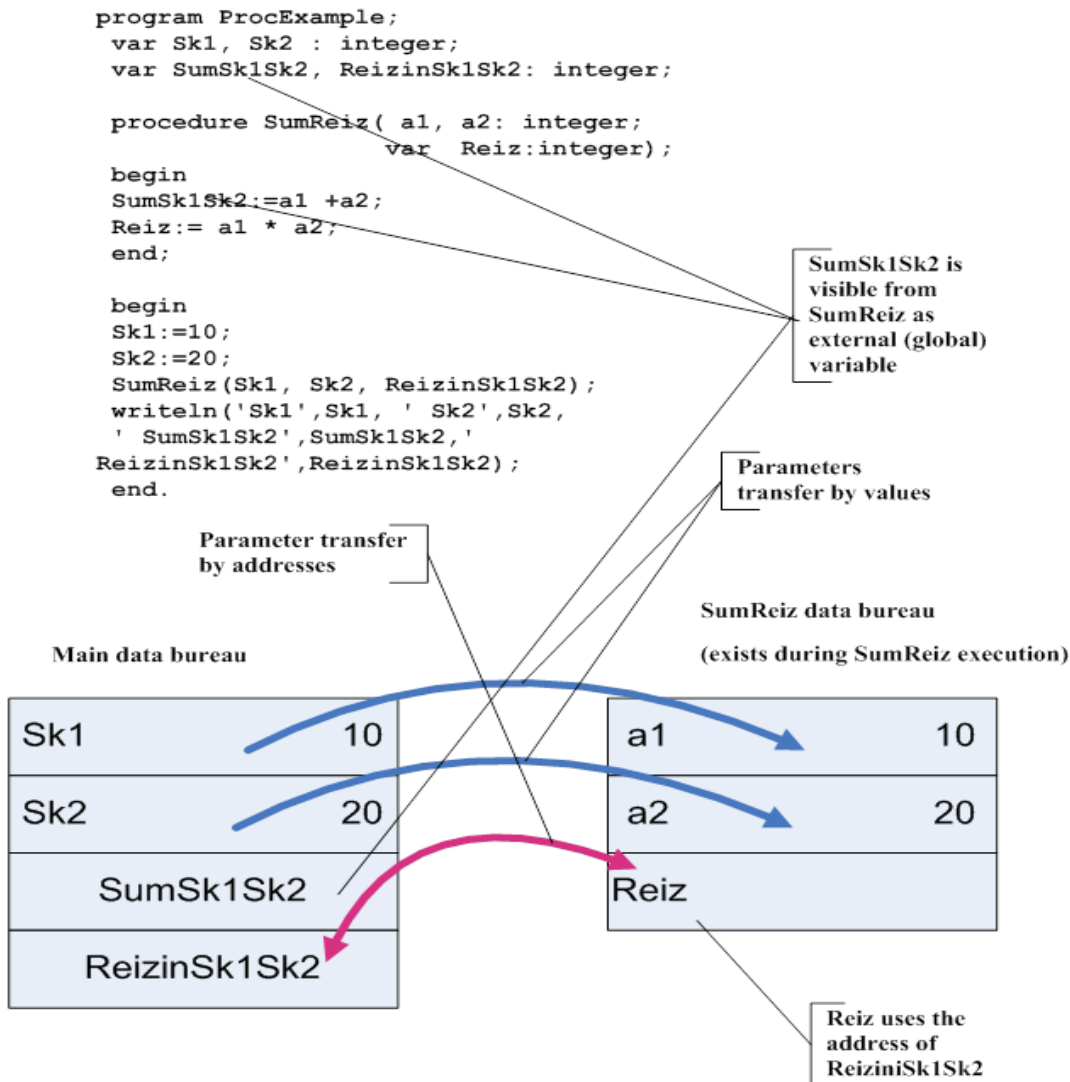 program ProcExample;
var Sk1, Sk2 : integer;
var SumSk1Sk2, ReizinSk1Sk2: integer;
procedure SumReiz( a1, a2: integer;
var Reiz:integer);
begin
SumSk1Sk2:=a1 +a2;
Reiz:= a1 * a2;
end;
begin
Sk1:=10;
Sk2:=20;
SumReiz(Sk1, Sk2, ReizinSk1Sk2);
writeln('Sk1',Sk1, ' Sk2',Sk2,
' SumSk1Sk2',SumSk1Sk2,'
ReizinSk1Sk2',ReizinSk1Sk2);
end.
SumSk1Sk2 is
visible from
SumReiz as
external (global)
variable
Parameters
transfer by values
Parameter transfer
by addresses
SumReiz data bureau
(exists during SumReiz execution)
Main data bureau
Sk1 10
Sk2 20
SumSk1Sk2
ReizinSk1Sk2
a1 10
a2 20
Reiz
Reiz uses the
address of
ReiziniSk1Sk2